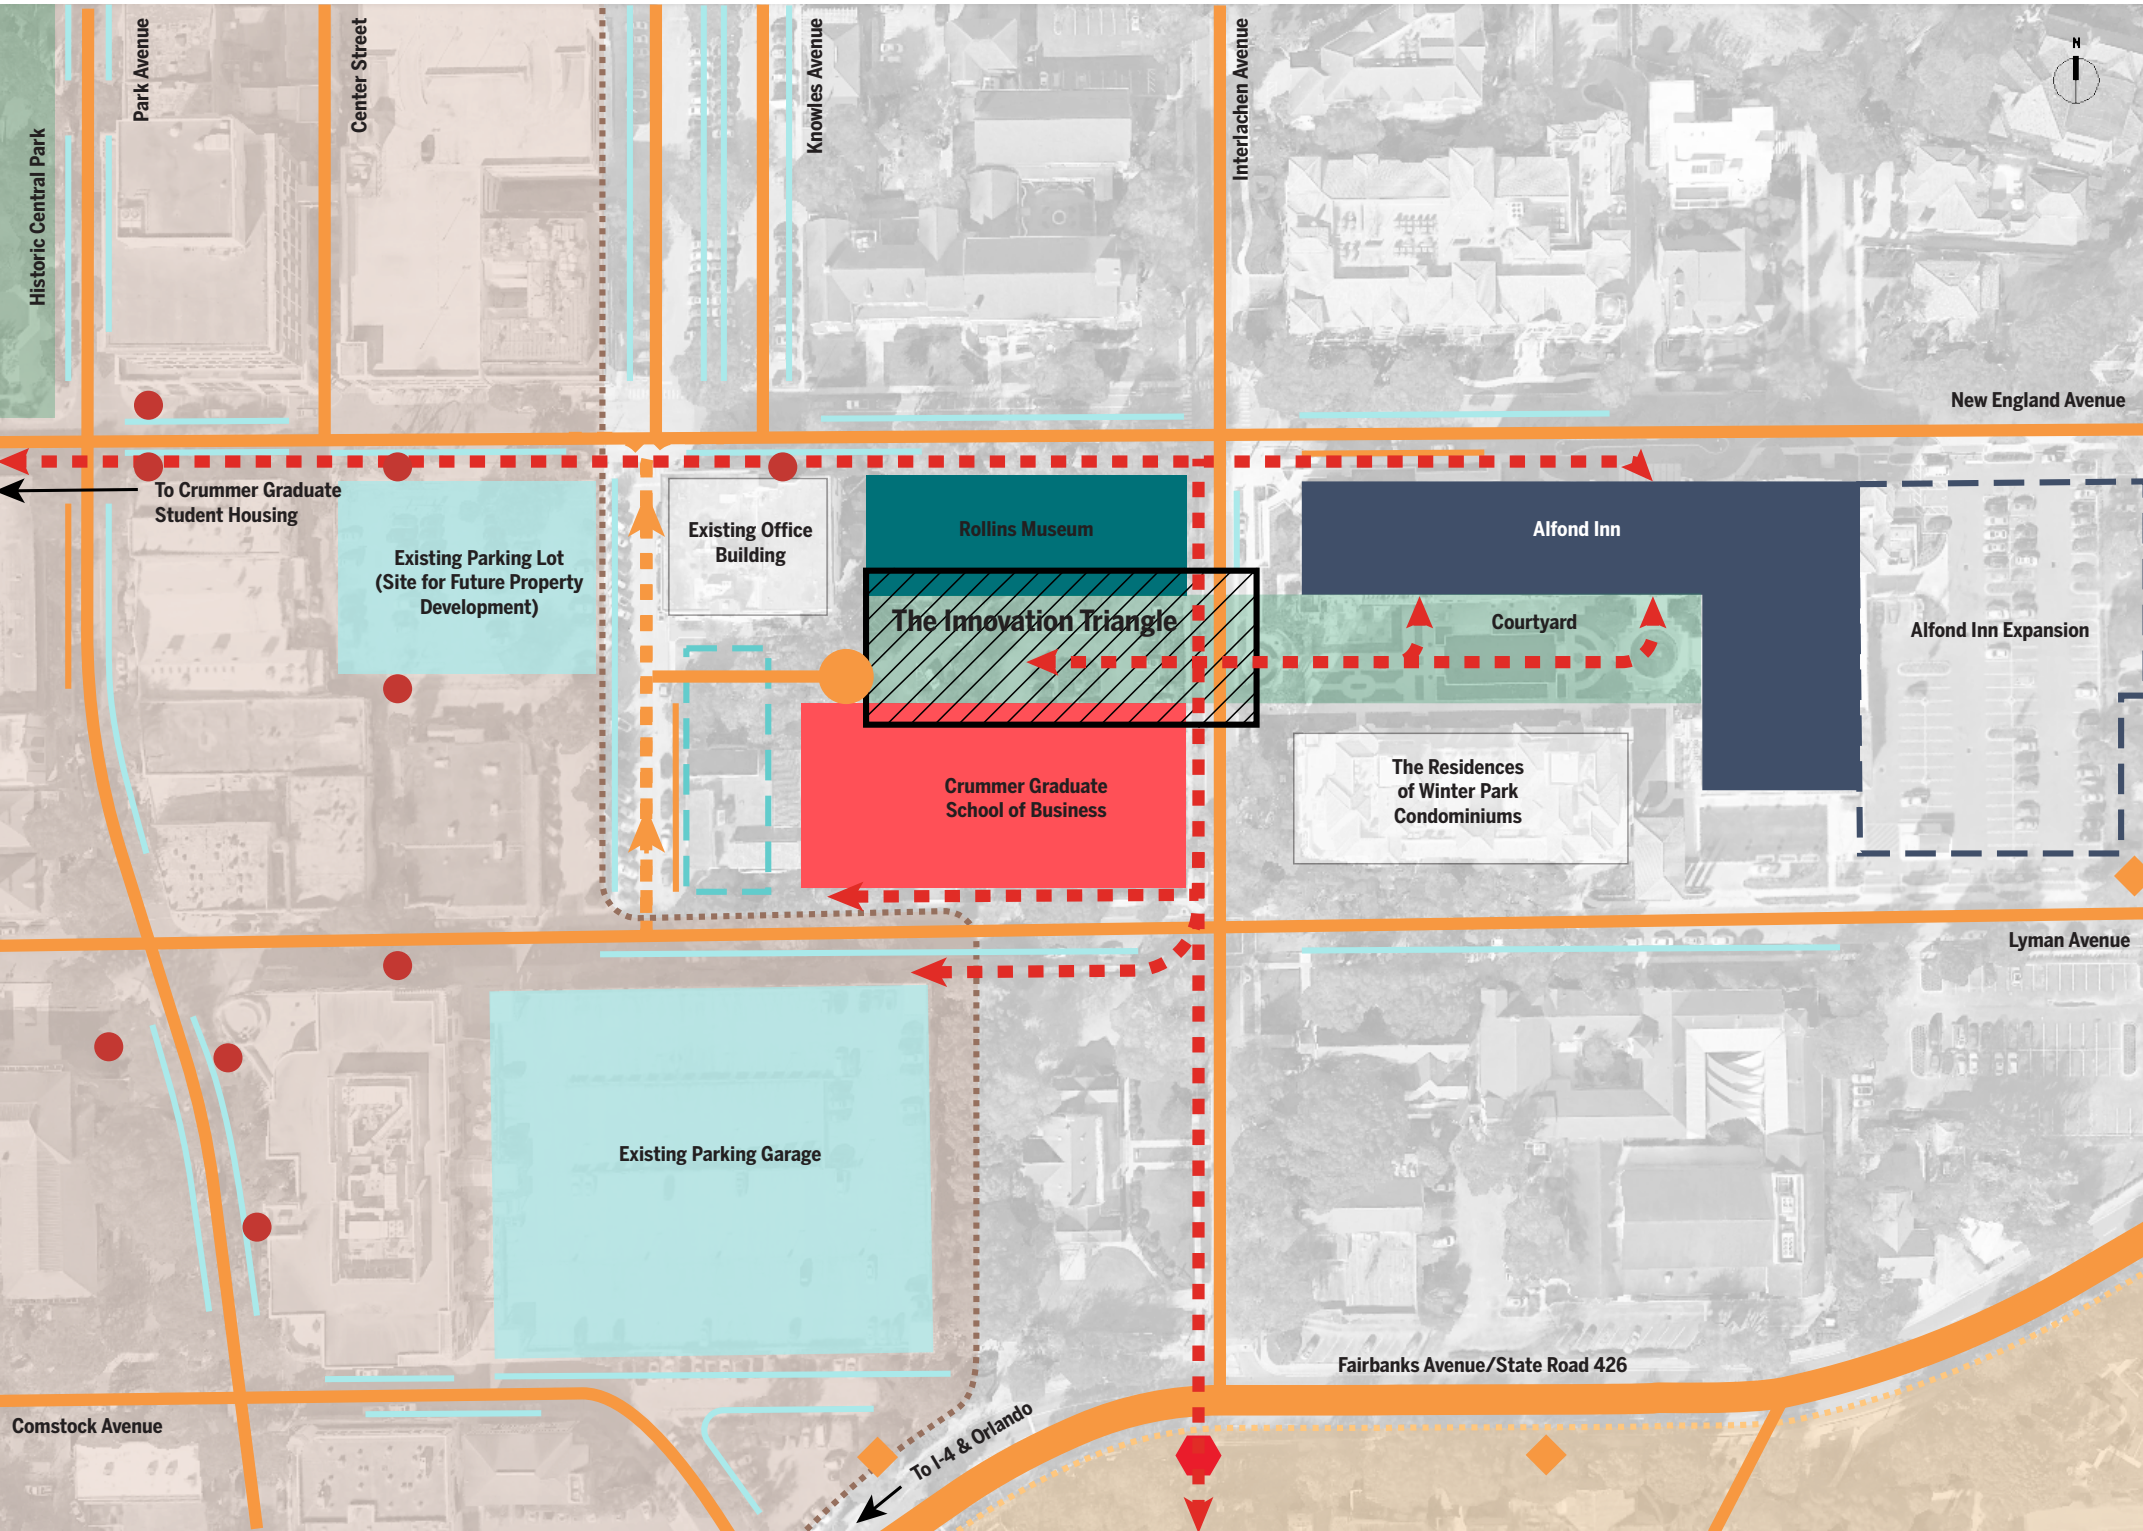 Park Avenue
Center Street
Knowles Avenue
Interlachen Avenue
N
Historic Central Park
New England Avenue
To Crummer Graduate
Student Housing
Existing Parking Lot
(Site for Future Property
Development)
Existing Office
Building
Rollins Museum
Alfond Inn
The Innovation Triangle
Courtyard
Alfond Inn Expansion
Crummer Graduate
School of Business
The Residences
of Winter Park
Condominiums
Lyman Avenue
Existing Parking Garage
Fairbanks Avenue/State Road 426
Comstock Avenue
To I-4 & Orlando